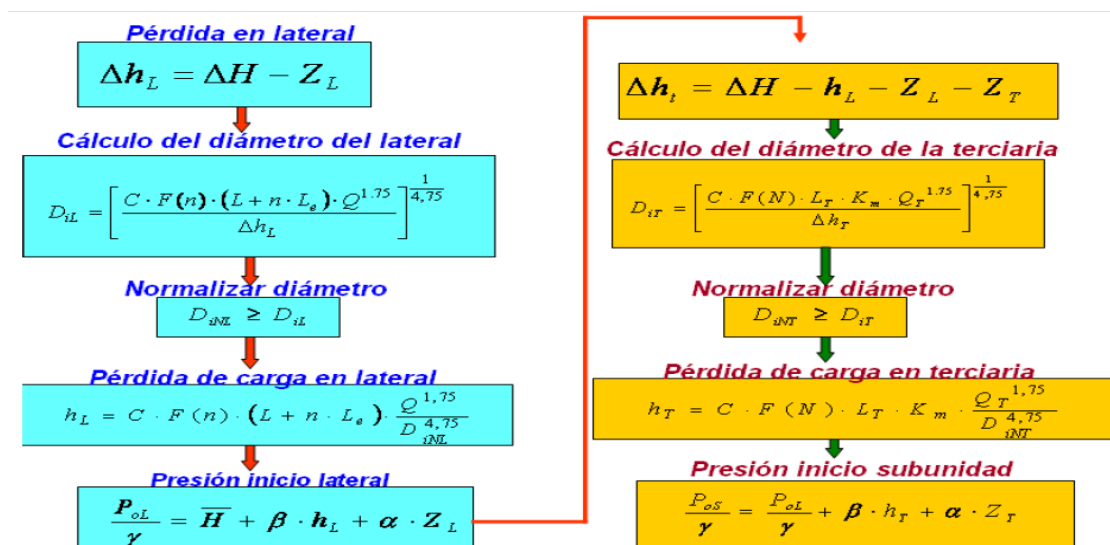 Pérdida en lateral
Δh_L = ΔH − Z_L
Cálculo del diámetro del lateral
D_iL = [ C · F(n) · (L + n · L_e) · Q^1.75 / Δh_L ]^(1/4,75)
Normalizar diámetro
D_iNL ≥ D_iL
Pérdida de carga en lateral
h_L = C · F (n) · (L + n · L_e) · Q^1,75 / D_iNL^4,75
Presión inicio lateral
P_oL / γ = H̅ + β · h_L + α · Z_L
Δh_t = ΔH − h_L − Z_L − Z_T
Cálculo del diámetro de la terciaria
D_iT = [ C · F(N) · L_T · K_m · Q_T^1.75 / Δh_T ]^(1/4,75)
Normalizar diámetro
D_iNT ≥ D_iT
Pérdida de carga en terciaria
h_T = C · F (N) · L_T · K_m · Q_T^1,75 / D_iNT^4,75
Presión inicio subunidad
P_oS / γ = P_oL / γ + β · h_T + α · Z_T